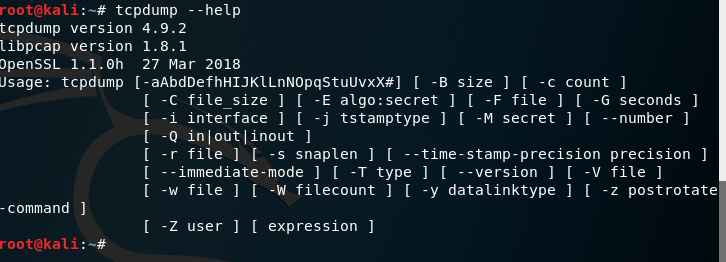 root@kali:~# tcpdump --help
tcpdump version 4.9.2
libpcap version 1.8.1
OpenSSL 1.1.0h  27 Mar 2018
Usage: tcpdump [-aAbdDefhHIJKlLnNOpqStuUvxX#] [ -B size ] [ -c count ]
                [ -C file_size ] [ -E algo:secret ] [ -F file ] [ -G seconds ]
                [ -i interface ] [ -j tstamptype ] [ -M secret ] [ --number ]
                [ -Q in|out|inout ]
                [ -r file ] [ -s snaplen ] [ --time-stamp-precision precision ]
                [ --immediate-mode ] [ -T type ] [ --version ] [ -V file ]
                [ -w file ] [ -W filecount ] [ -y datalinktype ] [ -z postrotate
-command ]
                [ -Z user ] [ expression ]
root@kali:~#